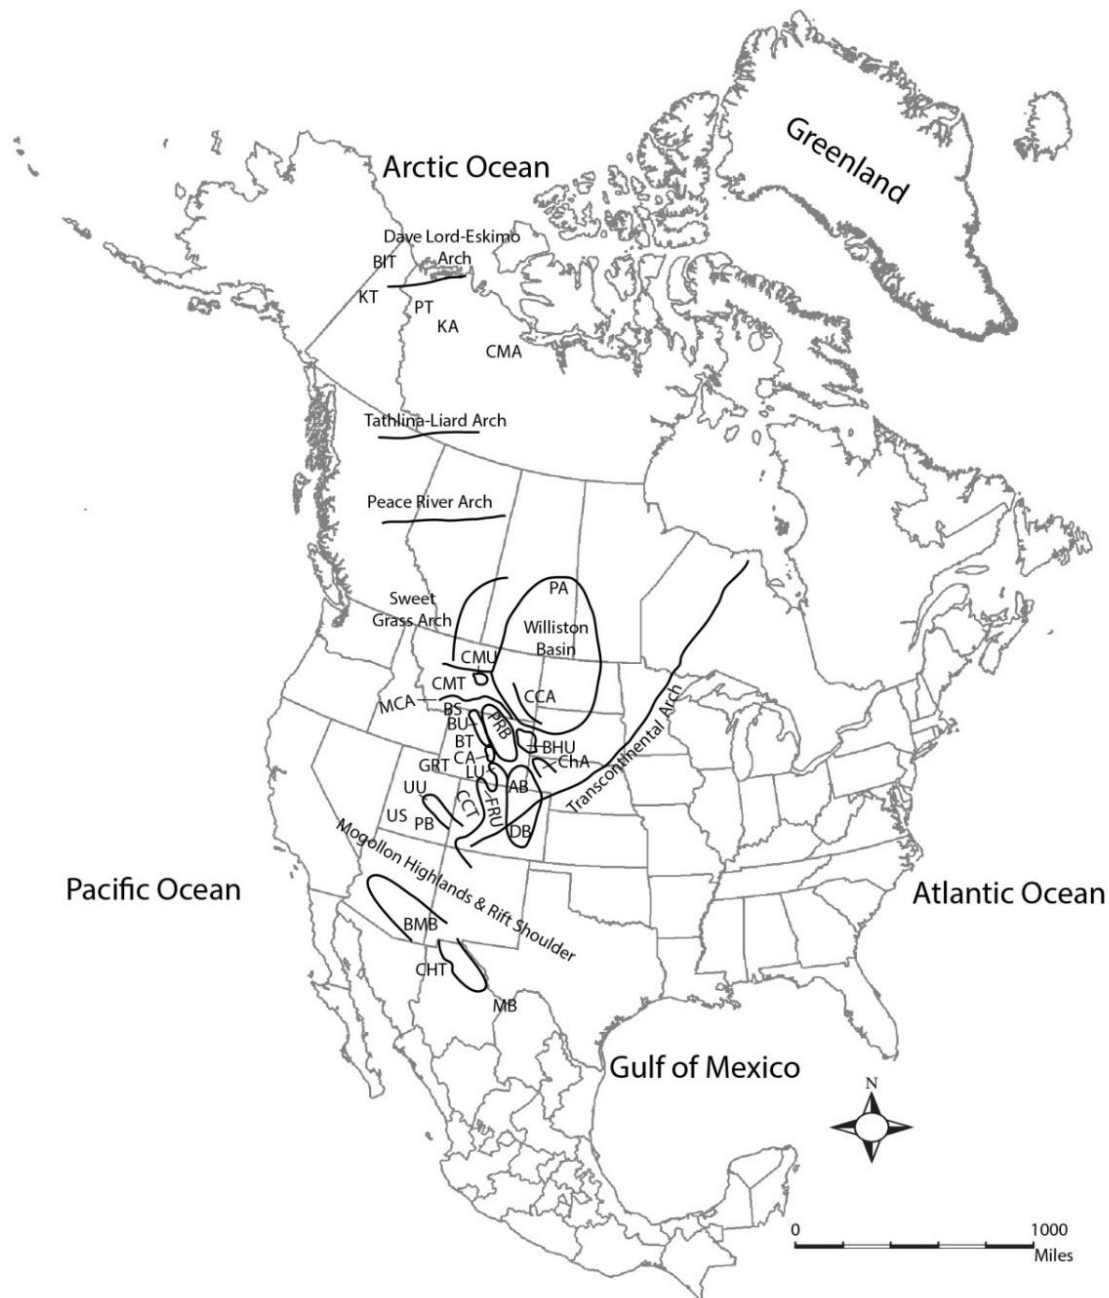 Arctic Ocean
Greenland
Dave Lord-Eskimo
Arch
BIT
KT
PT
KA
CMA
Tathlina-Liard Arch
Peace River Arch
Sweet
Grass Arch
PA
Williston
Basin
CMU
CMT
MCA
CCA
BS
BU
PRB
BT
BHU
CA
ChA
GRT
LU
AB
UU
CCT
FRU
US
PB
DB
Transcontinental Arch
Mogollon Highlands & Rift Shoulder
Pacific Ocean
Atlantic Ocean
BMB
CHT
MB
Gulf of Mexico
N
0
1000
Miles